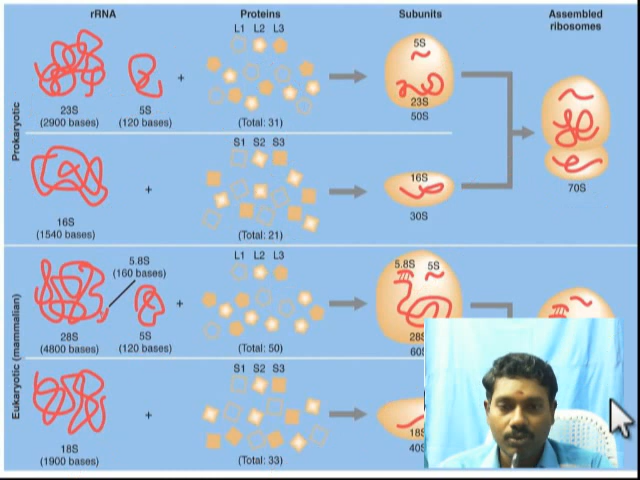 rRNA
Proteins
Subunits
Assembled
ribosomes
Prokaryotic
23S
(2900 bases)
5S
(120 bases)
+
L1 L2 L3
(Total: 31)
5S
23S
50S
16S
(1540 bases)
+
S1 S2 S3
(Total: 21)
16S
30S
70S
Eukaryotic (mammalian)
5.8S
(160 bases)
28S
(4800 bases)
5S
(120 bases)
+
L1 L2 L3
(Total: 50)
5.8S 5S
18S
(1900 bases)
+
S1 S2 S3
(Total: 33)